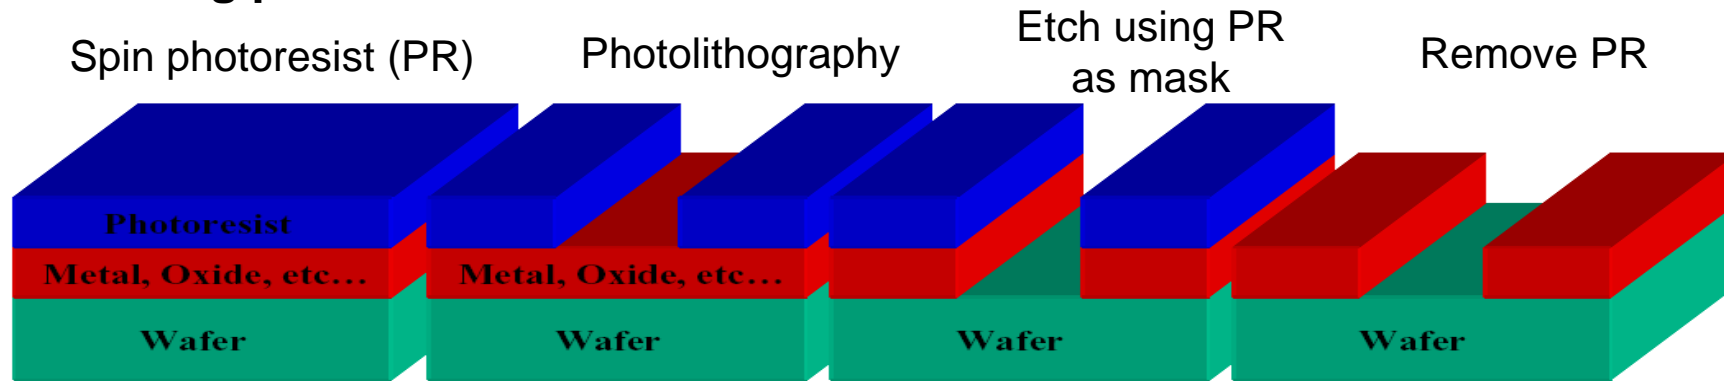 Spin photoresist (PR)
Photolithography
Etch using PR
as mask
Remove PR
Photoresist
Metal, Oxide, etc...
Metal, Oxide, etc...
Wafer
Wafer
Wafer
Wafer